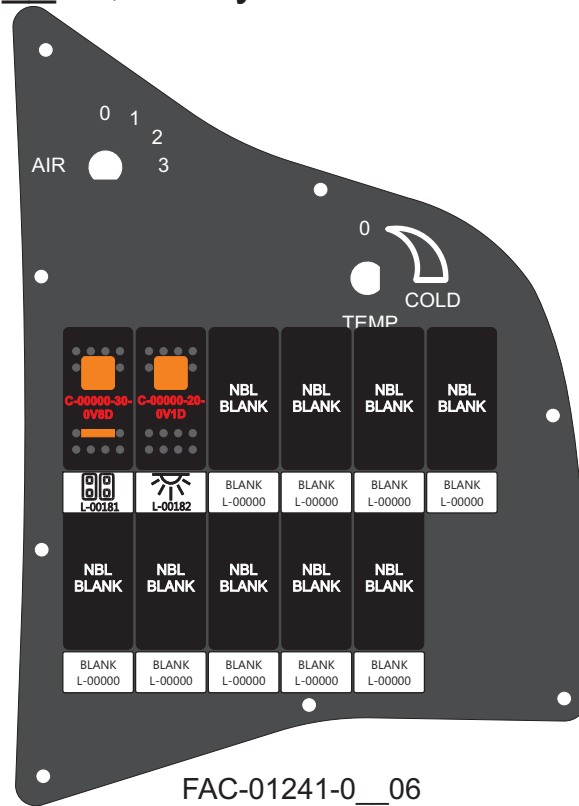 0
1
2
AIR
3
0
COLD
TEMP
C-00000-30-
0V8D
C-00000-20-
0V1D
NBL
BLANK
NBL
BLANK
NBL
BLANK
NBL
BLANK
L-00181
L-00182
BLANK
L-00000
BLANK
L-00000
BLANK
L-00000
BLANK
L-00000
NBL
BLANK
NBL
BLANK
NBL
BLANK
NBL
BLANK
NBL
BLANK
BLANK
L-00000
BLANK
L-00000
BLANK
L-00000
BLANK
L-00000
BLANK
L-00000
FAC-01241-0__06